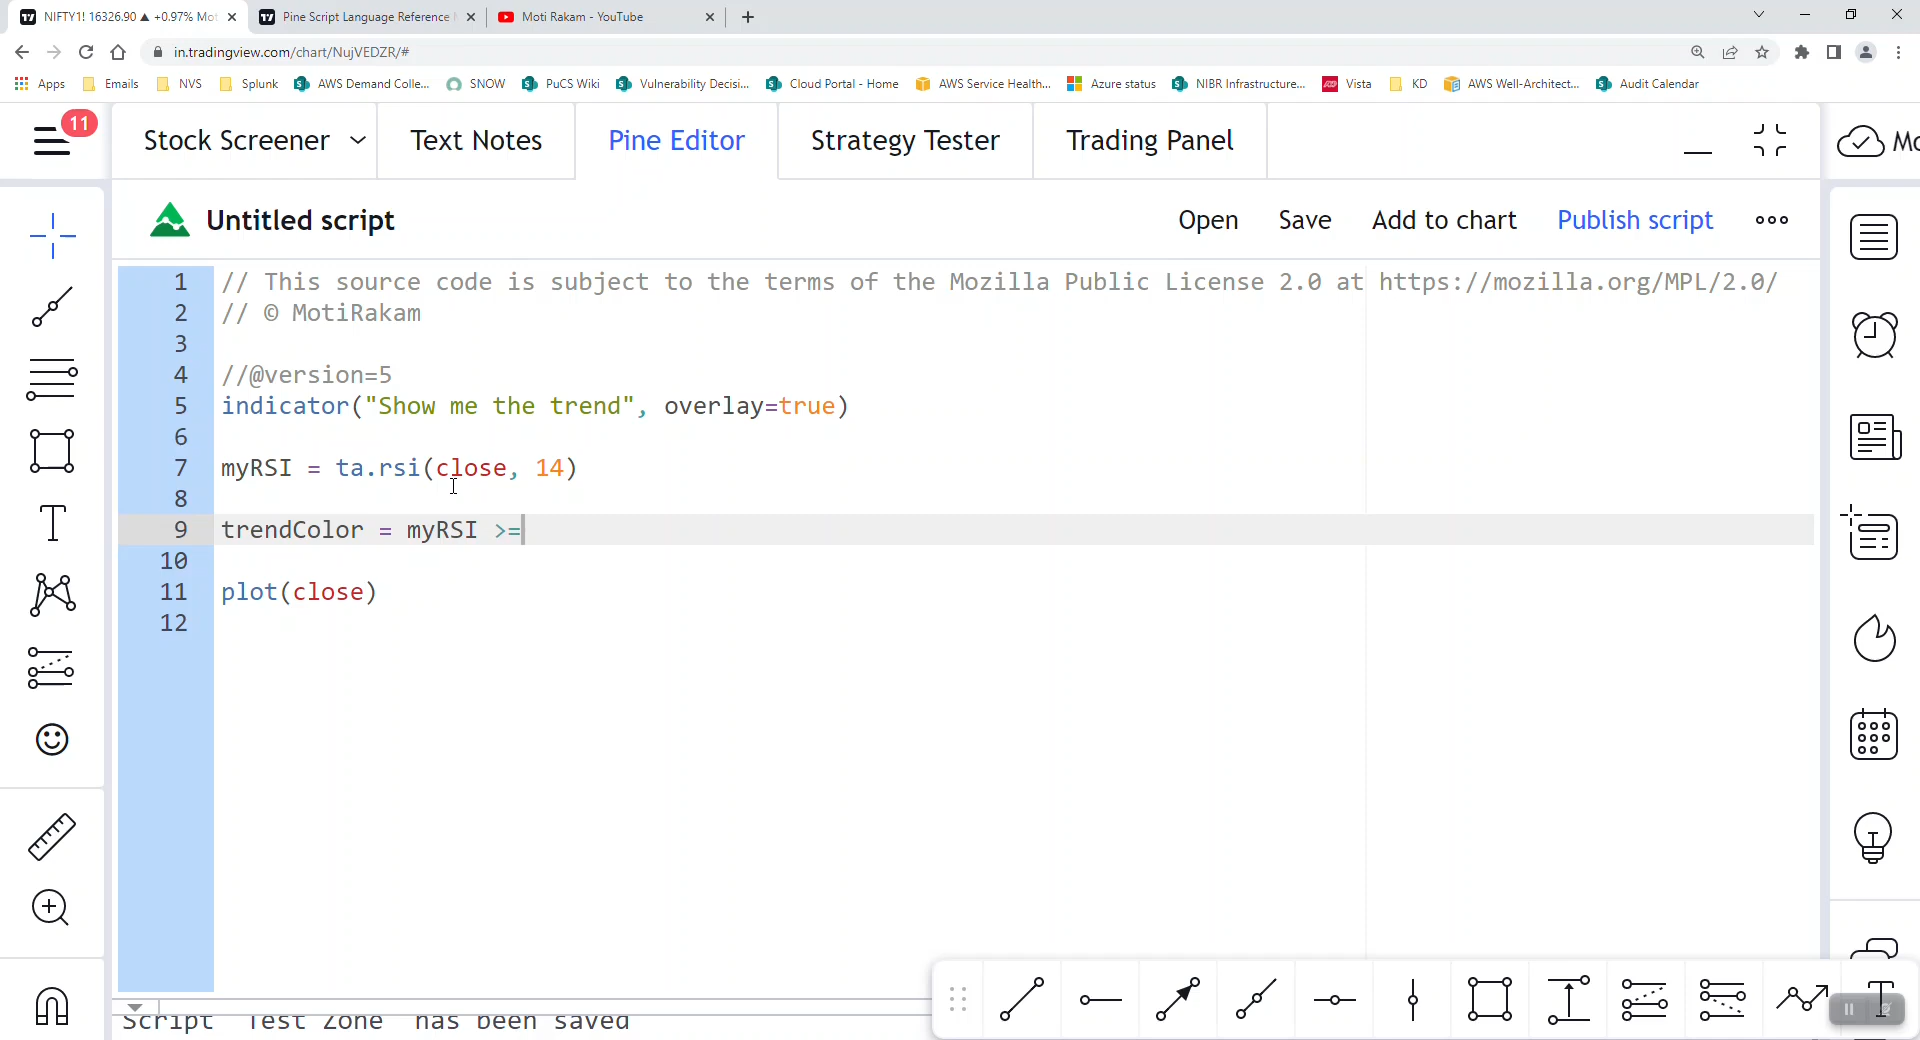 NIFTY1! 16326.90 ▲ +0.97% Mot
Pine Script Language Reference M
Moti Rakam - YouTube
in.tradingview.com/chart/NujVEDZR/#
Apps
Emails
NVS
Splunk
AWS Demand Colle...
SNOW
PuCS Wiki
Vulnerability Decisi...
Cloud Portal - Home
AWS Service Health...
Azure status
NIBR Infrastructure...
Vista
KD
AWS Well-Architect...
Audit Calendar
11
Stock Screener
Text Notes
Pine Editor
Strategy Tester
Trading Panel
Mo
Untitled script
Open
Save
Add to chart
Publish script
1 // This source code is subject to the terms of the Mozilla Public License 2.0 at https://mozilla.org/MPL/2.0/
2 // © MotiRakam
3
4 //@version=5
5 indicator("Show me the trend", overlay=true)
6
7 myRSI = ta.rsi(close, 14)
8
9 trendColor = myRSI >=
10
11 plot(close)
12
Script Test Zone has been saved